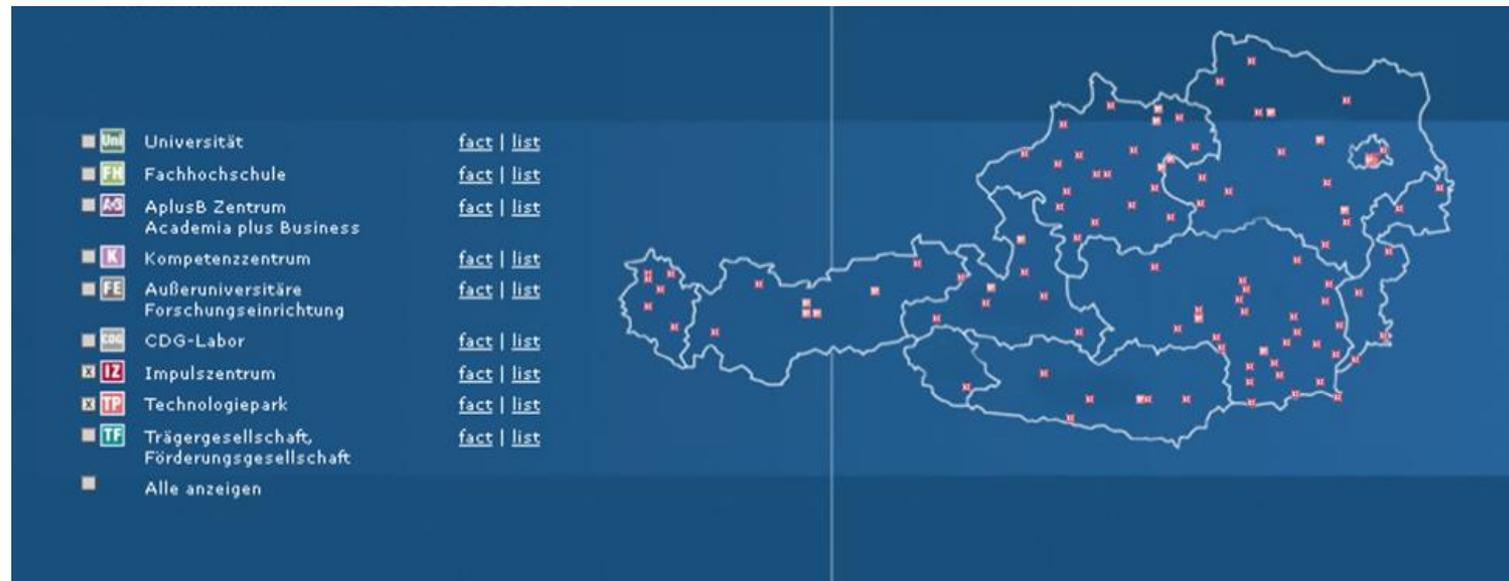 Uni Universität fact | list
FH Fachhochschule fact | list
A+B AplusB Zentrum fact | list
Academia plus Business
K Kompetenzzentrum fact | list
FE Außeruniversitäre fact | list
Forschungseinrichtung
CDG CDG-Labor fact | list
x IZ Impulszentrum fact | list
x TP Technologiepark fact | list
TF Trägergesellschaft, fact | list
Förderungsgesellschaft
Alle anzeigen